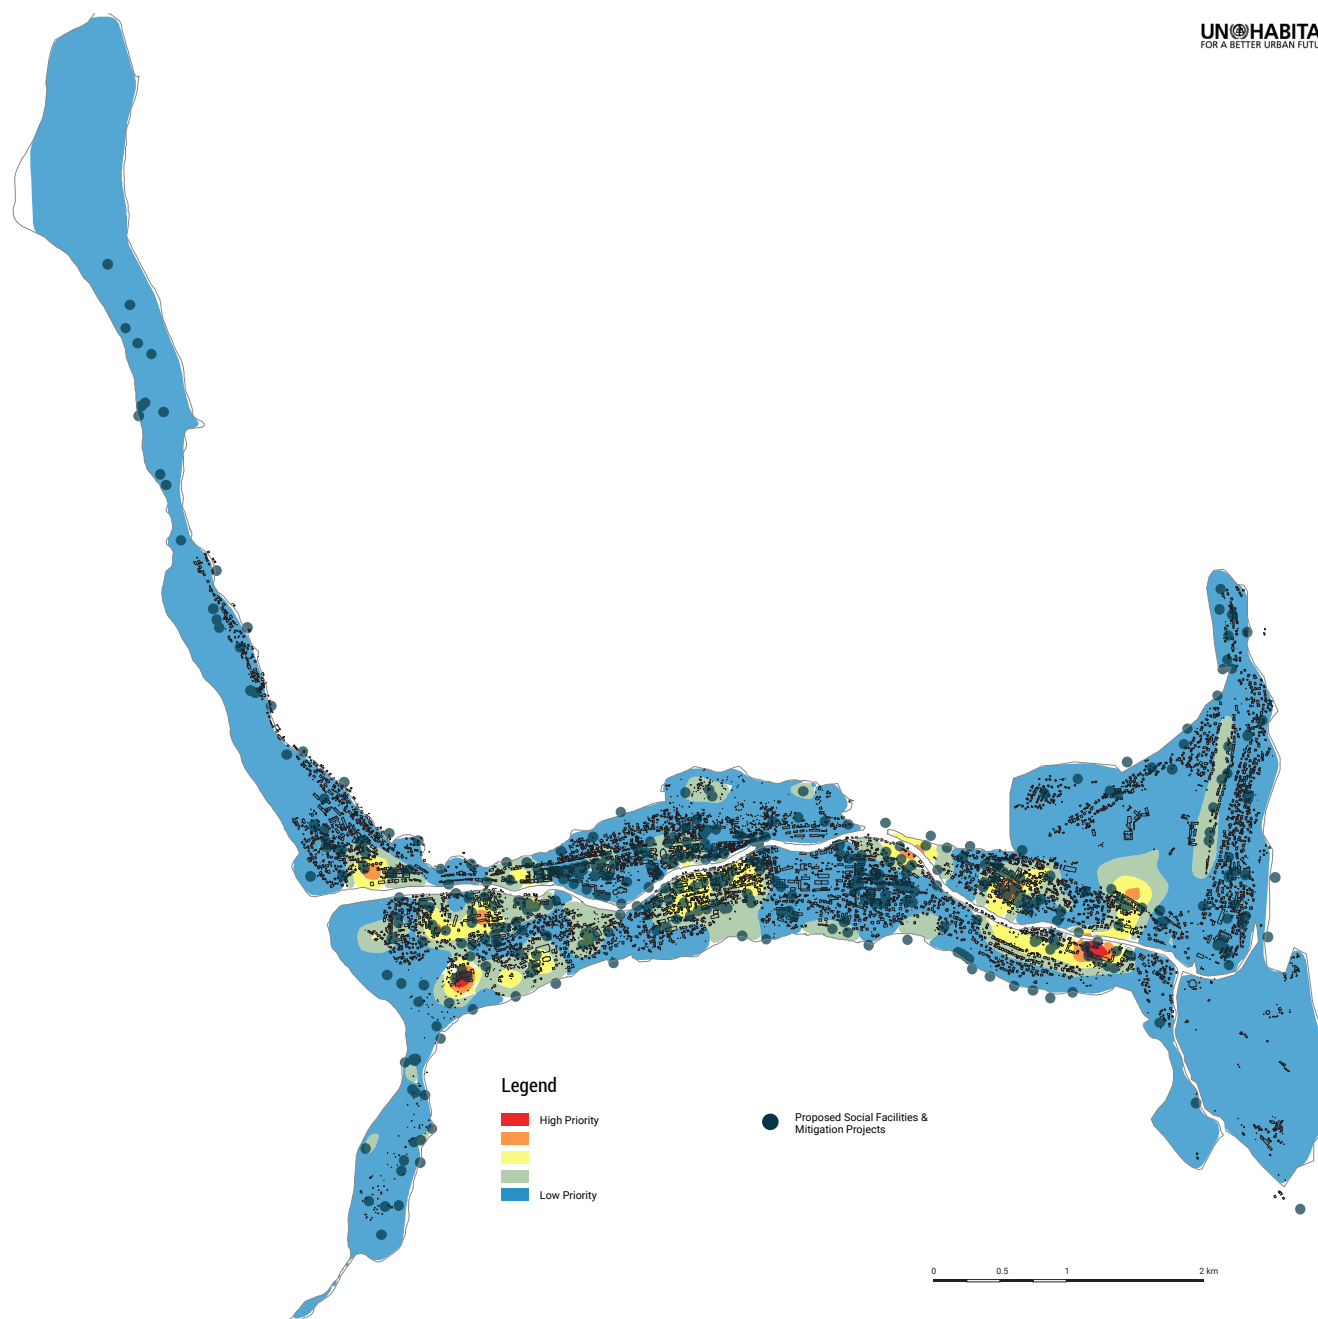 UN HABITA
FOR A BETTER URBAN FUTU
Legend
High Priority
Low Priority
Proposed Social Facilities &
Mitigation Projects
0 0.5 1 2 km